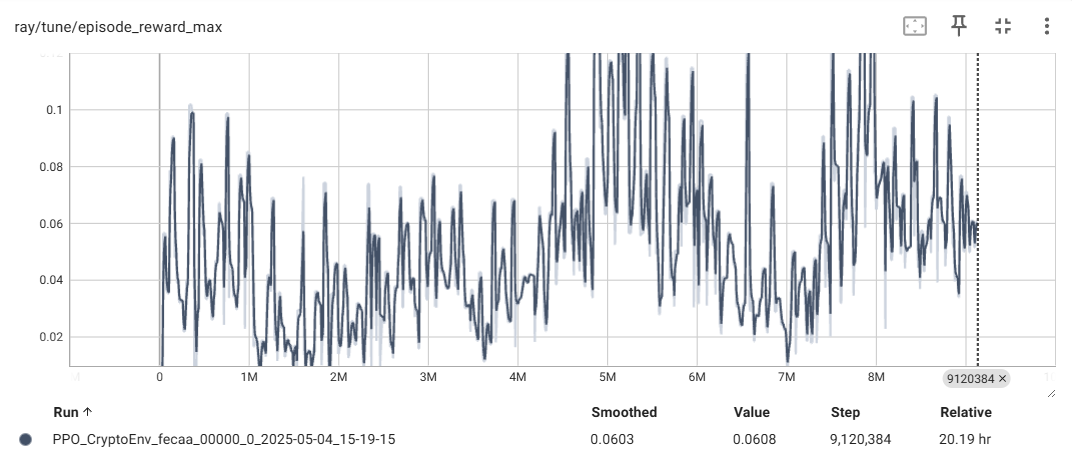 ray/tune/episode_reward_max
0.12
0.1
0.08
0.06
0.04
0.02
0 1M 2M 3M 4M 5M 6M 7M 8M 9120384 ×
Run ↑ Smoothed Value Step Relative
PPO_CryptoEnv_fecaa_00000_0_2025-05-04_15-19-15 0.0603 0.0608 9,120,384 20.19 hr